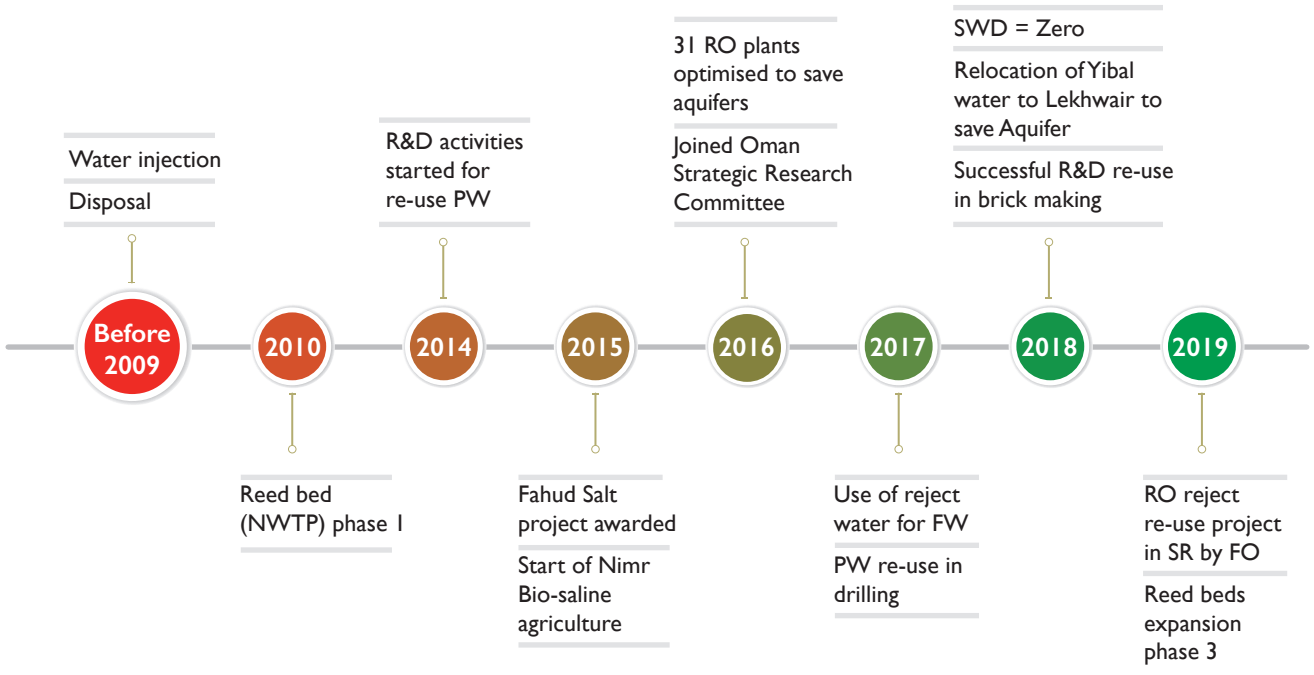 Water injection
Disposal
Before
2009
2010
Reed bed
(NWTP) phase 1
R&D activities
started for
re-use PW
2014
2015
Fahud Salt
project awarded
Start of Nimr
Bio-saline
agriculture
31 RO plants
optimised to save
aquifers
Joined Oman
Strategic Research
Committee
2016
2017
Use of reject
water for FW
PW re-use in
drilling
SWD = Zero
Relocation of Yibal
water to Lekhwair to
save Aquifer
Successful R&D re-use
in brick making
2018
2019
RO reject
re-use project
in SR by FO
Reed beds
expansion
phase 3